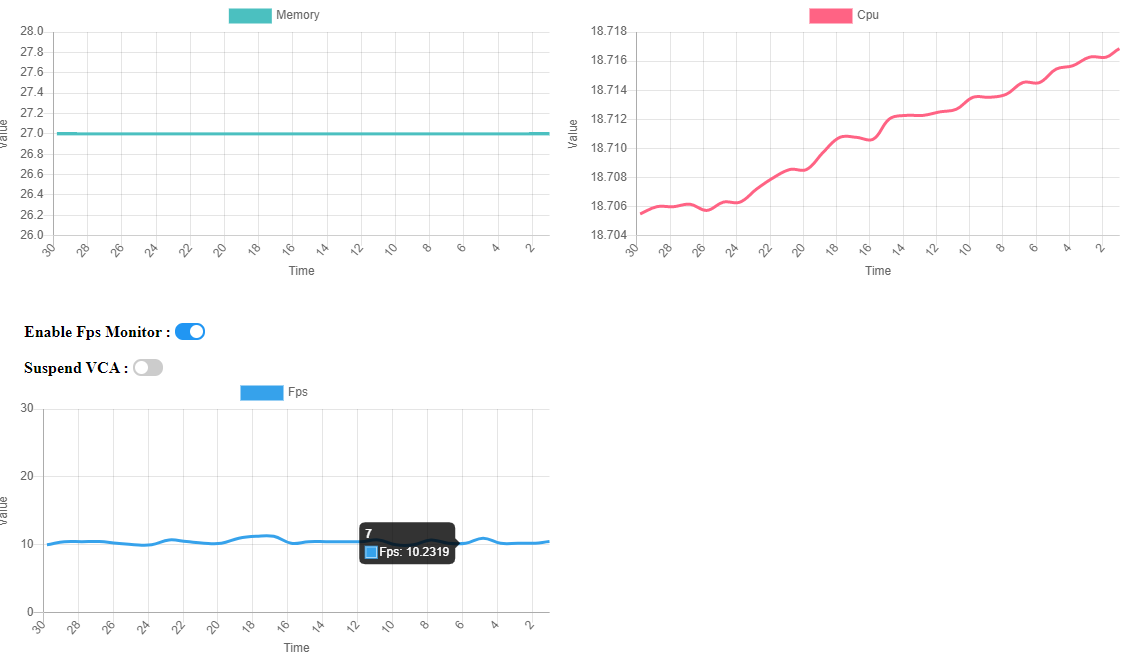 Memory
28.0
27.8
27.6
27.4
27.2
27.0
26.8
26.6
26.4
26.2
26.0
Value
30 28 26 24 22 20 18 16 14 12 10 8 6 4 2
Time
Cpu
18.718
18.716
18.714
18.712
18.710
18.708
18.706
18.704
Value
30 28 26 24 22 20 18 16 14 12 10 8 6 4 2
Time
Enable Fps Monitor :
Suspend VCA :
Fps
30
20
10
0
Value
7
Fps: 10.2319
30 28 26 24 22 20 18 16 14 12 10 8 6 4 2
Time